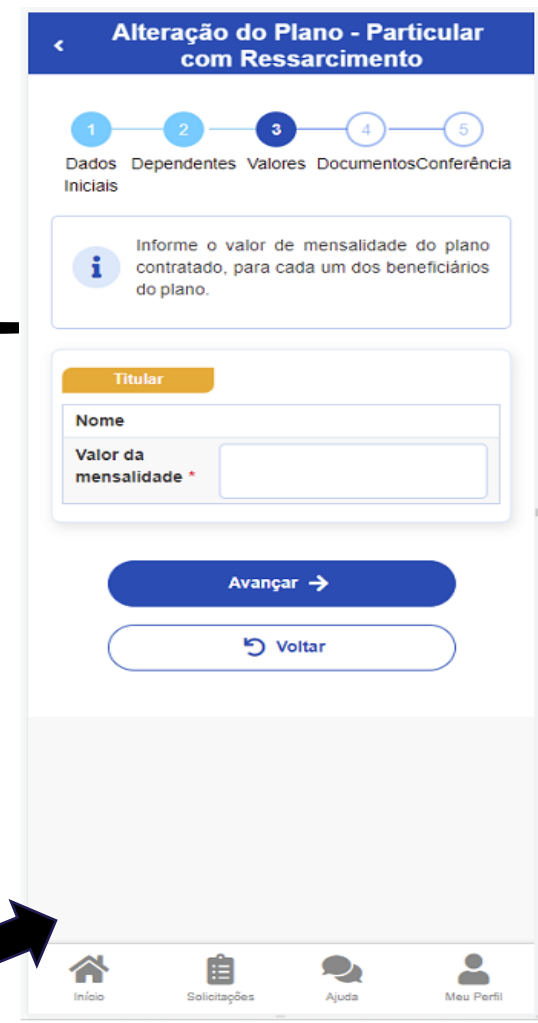 Alteração do Plano - Particular
com Ressarcimento
1 2 3 4 5
Dados Iniciais Dependentes Valores Documentos Conferência
Informe o valor de mensalidade do plano
contratado, para cada um dos beneficiários
do plano.
Titular
Nome
Valor da
mensalidade *
Avançar
Voltar
Início Solicitações Ajuda Meu Perfil